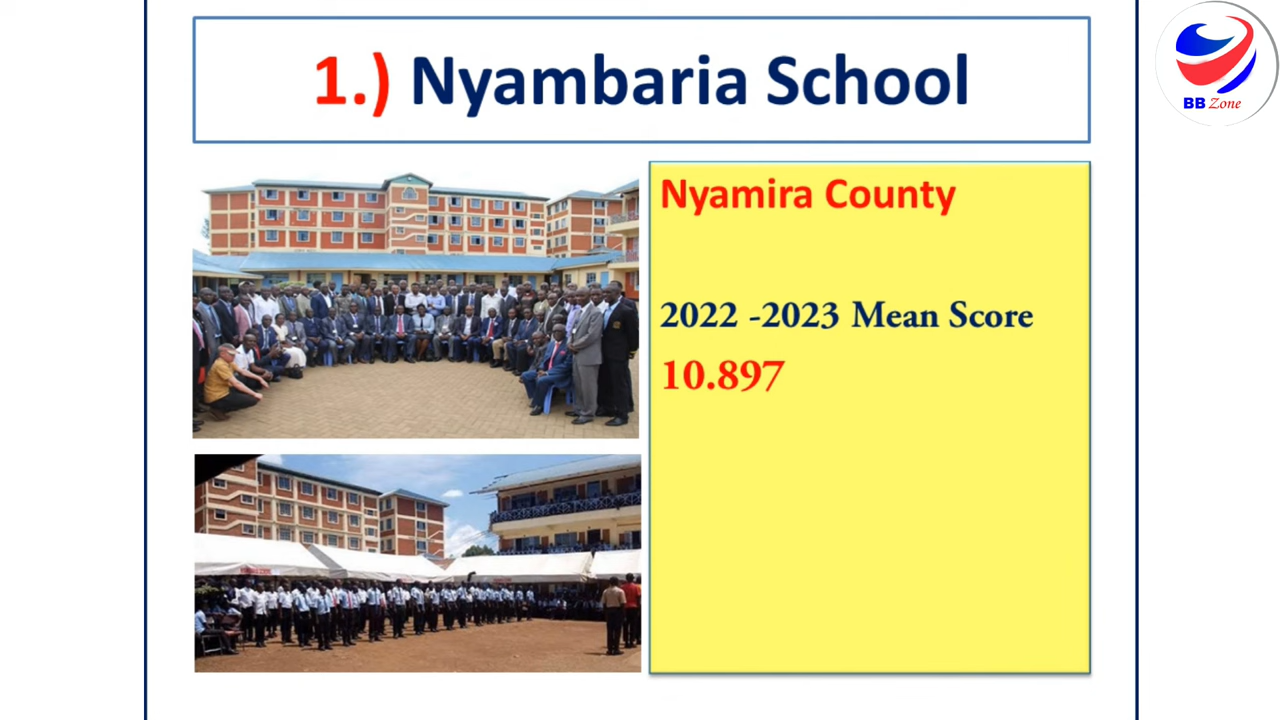 1.) Nyambaria School
BB Zone
Nyamira County
2022 -2023 Mean Score
10.897